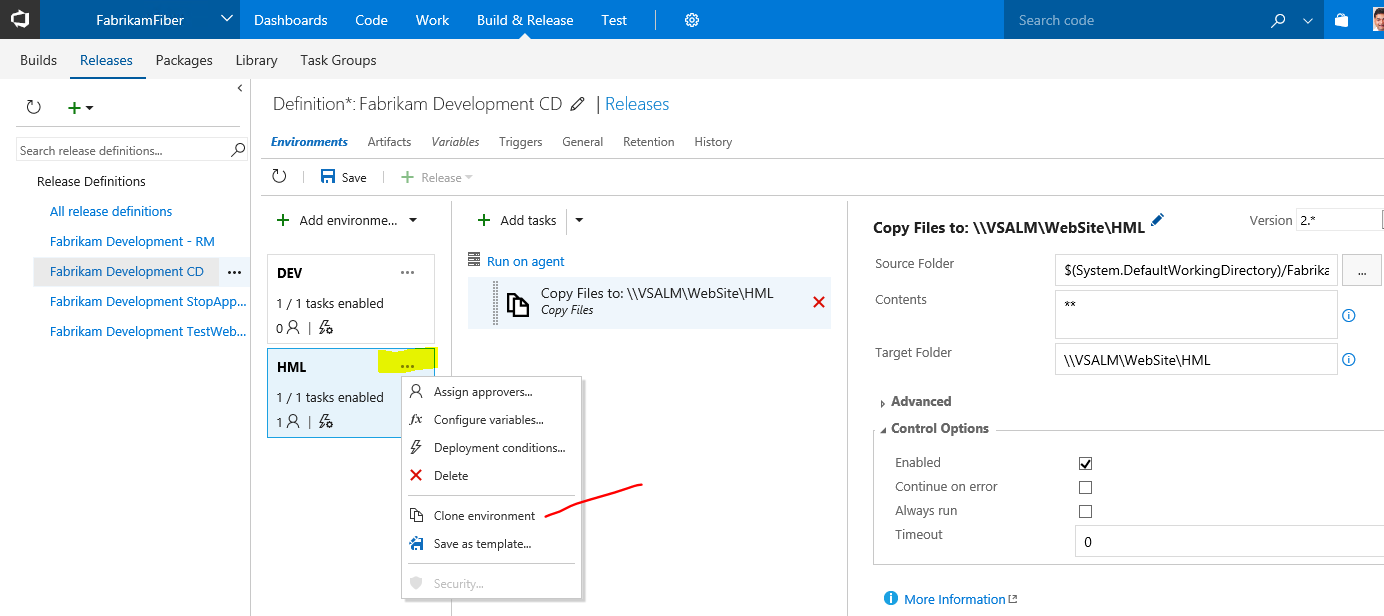 FabrikamFiber Dashboards Code Work Build & Release Test Search code
Builds Releases Packages Library Task Groups
Search release definitions...
Release Definitions
All release definitions
Fabrikam Development - RM
Fabrikam Development CD ...
Fabrikam Development StopApp...
Fabrikam Development TestWeb...
Definition*: Fabrikam Development CD | Releases
Environments Artifacts Variables Triggers General Retention History
Save Release
Add environme...
DEV ...
1 / 1 tasks enabled
0 |
HML ...
1 / 1 tasks enabled
1 |
Assign approvers...
fx Configure variables...
Deployment conditions...
Delete
Clone environment
Save as template...
Security...
Add tasks
Run on agent
Copy Files to: \\VSALM\WebSite\HML
Copy Files
Copy Files to: \\VSALM\WebSite\HML
Version 2.*
Source Folder $(System.DefaultWorkingDirectory)/Fabrika ...
Contents **
Target Folder \\VSALM\WebSite\HML
Advanced
Control Options
Enabled
Continue on error
Always run
Timeout 0
More Information